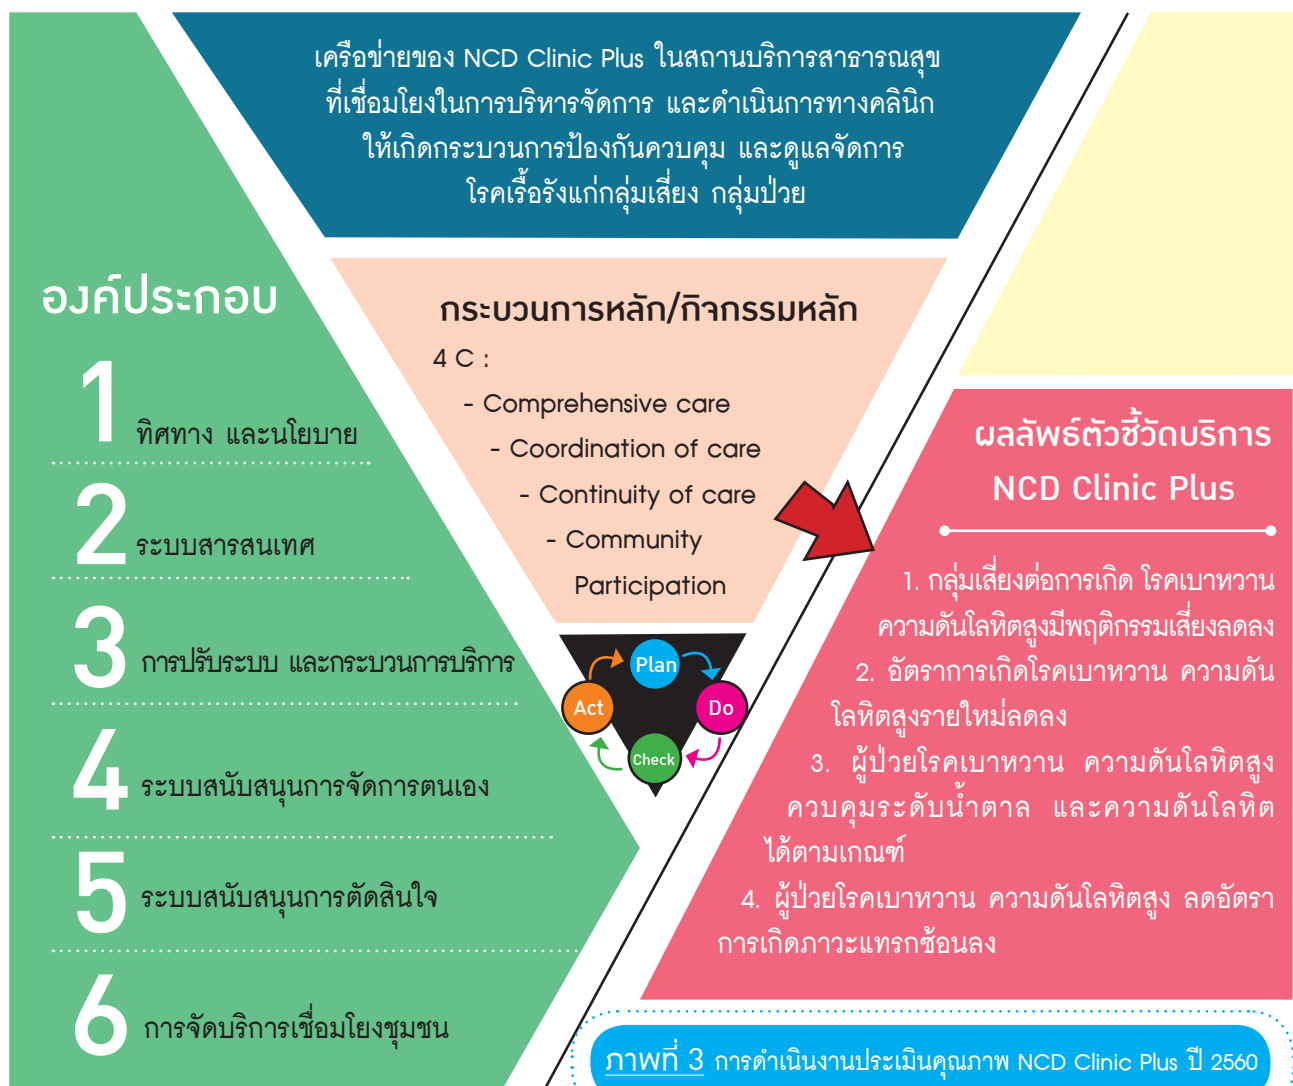 เครือข่ายของ NCD Clinic Plus ในสถานบริการสาธารณสุข
ที่เชื่อมโยงในการบริหารจัดการ และดำเนินการทางคลินิก
ให้เกิดกระบวนการป้องกันควบคุม และดูแลจัดการ
โรคเรื้อรังแก่กลุ่มเสี่ยง กลุ่มป่วย
องค์ประกอบ
1 ทิศทาง และนโยบาย
2 ระบบสารสนเทศ
3 การปรับระบบ และกระบวนการบริการ
4 ระบบสนับสนุนการจัดการตนเอง
5 ระบบสนับสนุนการตัดสินใจ
6 การจัดบริการเชื่อมโยงชุมชน
กระบวนการหลัก/กิจกรรมหลัก
4 C :
- Comprehensive care
- Coordination of care
- Continuity of care
- Community
Participation
Plan
Do
Check
Act
ผลลัพธ์ตัวชี้วัดบริการ
NCD Clinic Plus
1. กลุ่มเสี่ยงต่อการเกิด โรคเบาหวาน
ความดันโลหิตสูงมีพฤติกรรมเสี่ยงลดลง
2. อัตราการเกิดโรคเบาหวาน ความดัน
โลหิตสูงรายใหม่ลดลง
3. ผู้ป่วยโรคเบาหวาน ความดันโลหิตสูง
ควบคุมระดับน้ำตาล และความดันโลหิต
ได้ตามเกณฑ์
4. ผู้ป่วยโรคเบาหวาน ความดันโลหิตสูง ลดอัตรา
การเกิดภาวะแทรกซ้อนลง
ภาพที่ 3 การดำเนินงานประเมินคุณภาพ NCD Clinic Plus ปี 2560